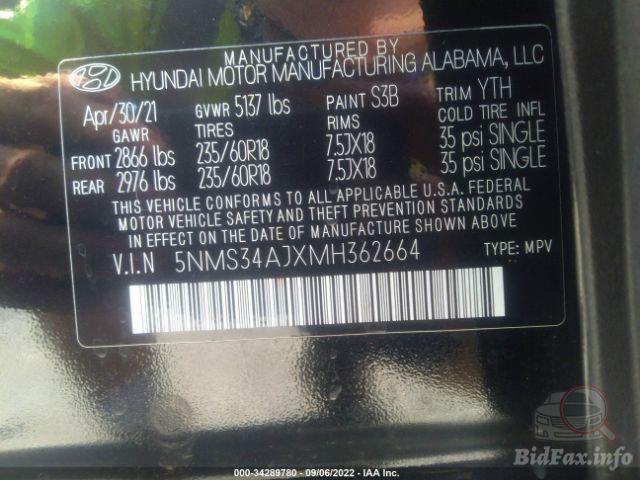 MANUFACTURED BY
HYUNDAI MOTOR MANUFACTURING ALABAMA, LLC
Apr/30/21 GVWR 5137 lbs PAINT S3B TRIM YTH
GAWR TIRES RIMS COLD TIRE INFL
FRONT 2866 lbs 235/60R18 7.5JX18 35 psi SINGLE
REAR 2976 lbs 235/60R18 7.5JX18 35 psi SINGLE
THIS VEHICLE CONFORMS TO ALL APPLICABLE U.S.A. FEDERAL
MOTOR VEHICLE SAFETY AND THEFT PREVENTION STANDARDS
IN EFFECT ON THE DATE OF MANUFACTURE SHOWN ABOVE.
V.I.N 5NMS34AJXMH362664 TYPE: MPV
BidFax.info
000-34289780 - 09/06/2022 - IAA Inc.